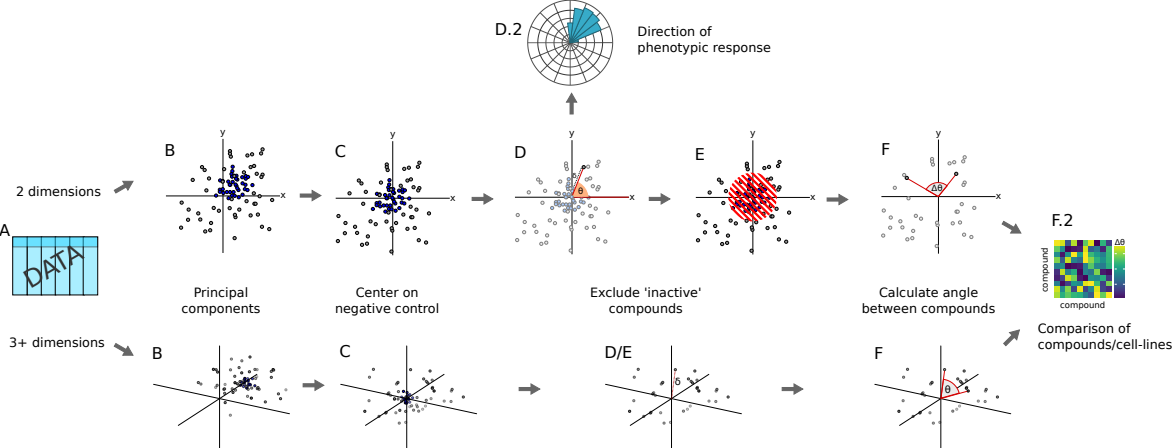 D.2
Direction of
phenotypic response
B
y
x
C
y
x
D
y
x
δ
θ
E
y
x
F
y
x
Δθ
2 dimensions
A
DATA
F.2
Δθ
compound
compound
Principal
components
Center on
negative control
Exclude 'inactive'
compounds
Calculate angle
between compounds
Comparison of
compounds/cell-lines
3+ dimensions
B
C
D/E
δ
F
θ